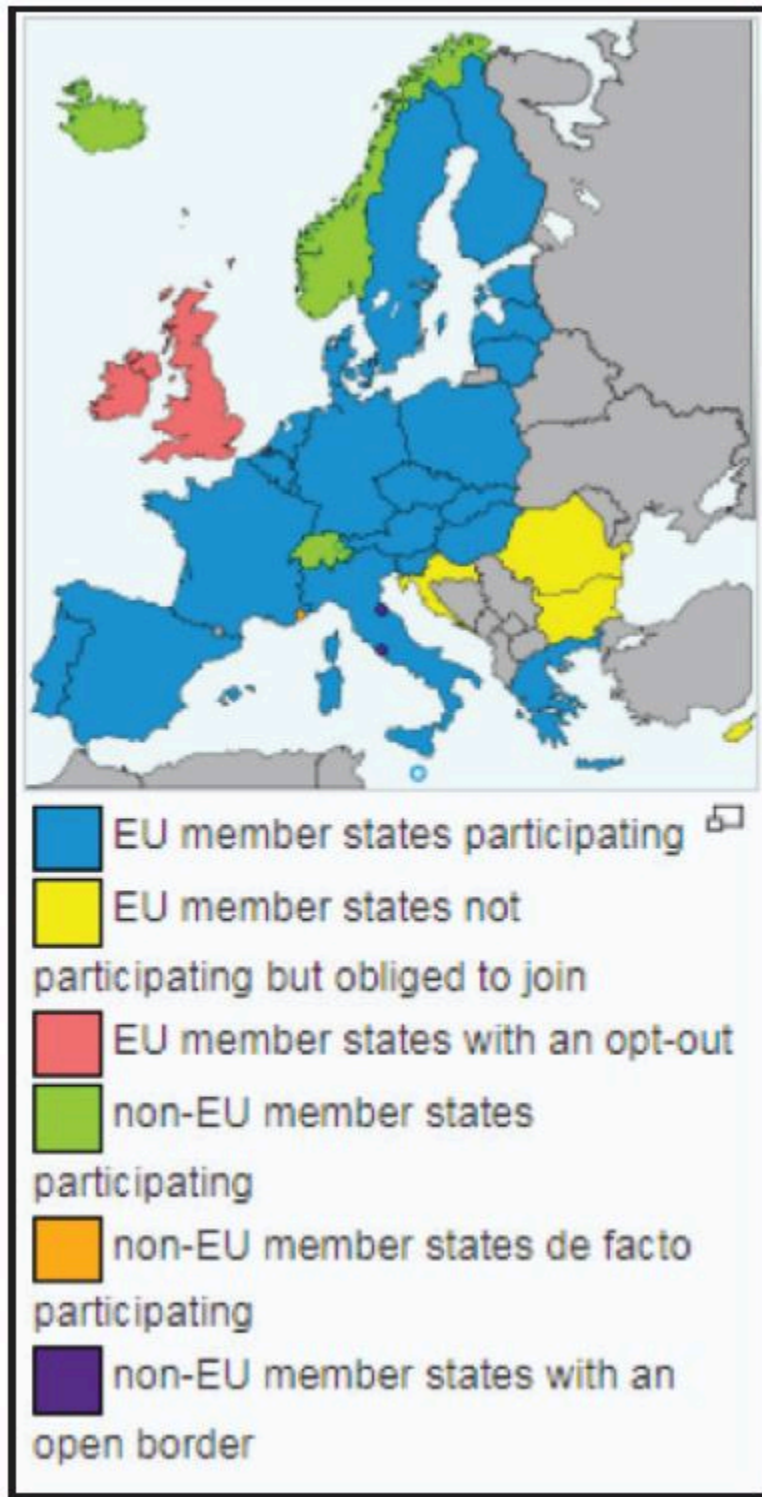 EU member states participating
EU member states not
participating but obliged to join
EU member states with an opt-out
non-EU member states
participating
non-EU member states de facto
participating
non-EU member states with an
open border